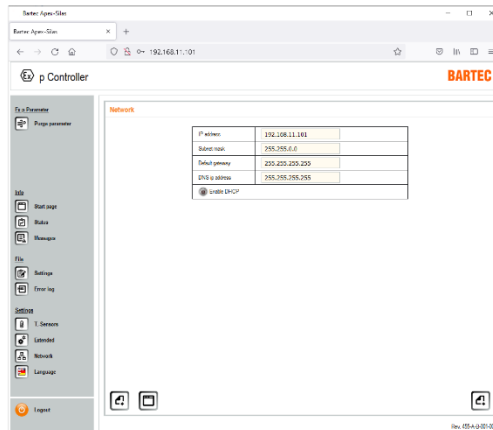 Bartec Apex-Silas
Bartec Apex-Silas
192.168.11.101
Ex p Controller
BARTEC
Ex p Parameter
Purge parameter
Info
Start page
Status
Messages
File
Settings
Error log
Settings
T. Sensors
Extended
Network
Language
Logout
Network
IP address 192.168.11.101
Subnet mask 255.255.0.0
Default gateway 255.255.255.255
DNS ip address 255.255.255.255
Enable DHCP